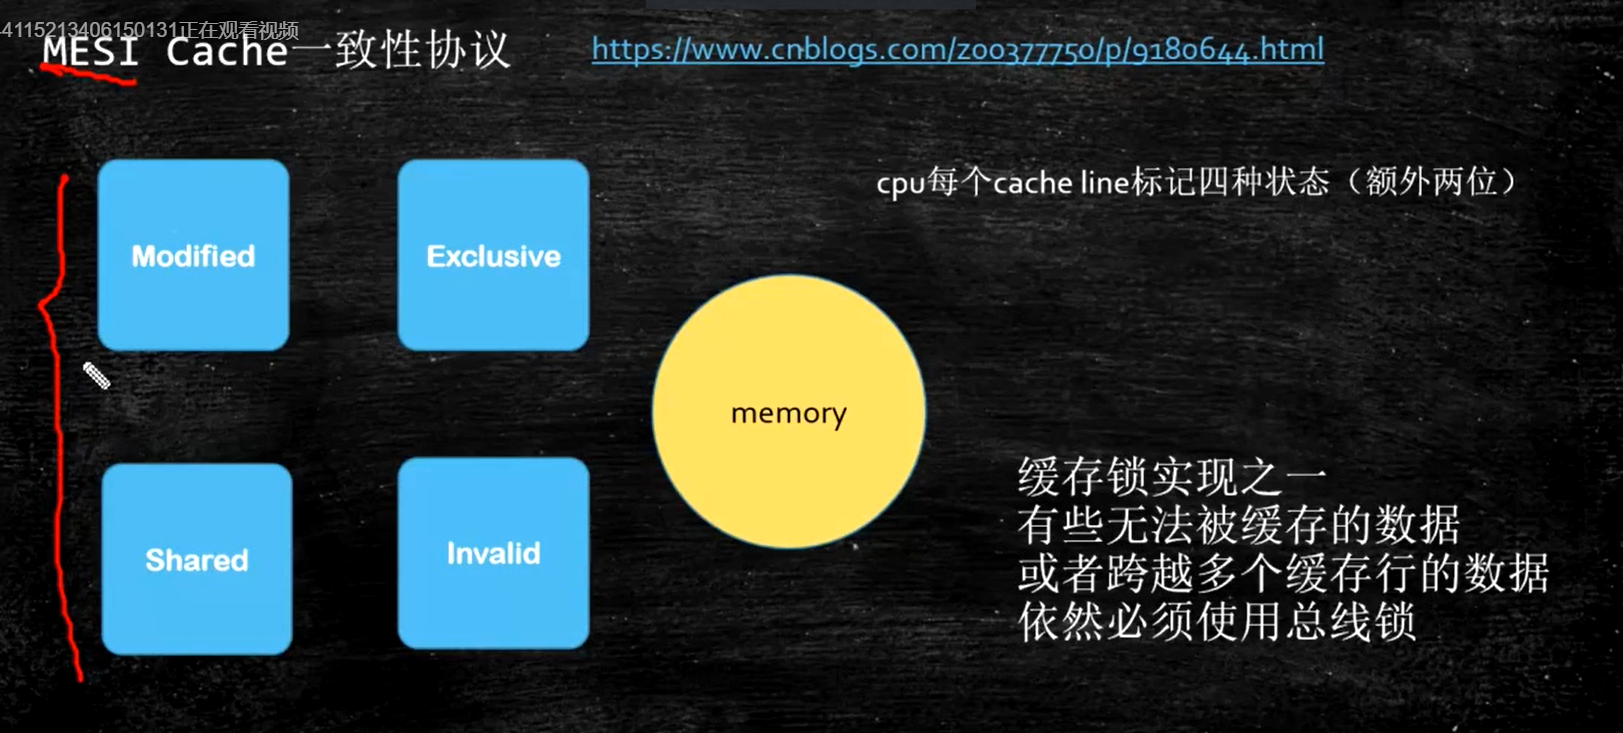 4115213406150131正在观看视频
MESI Cache一致性协议
https://www.cnblogs.com/z00377750/p/9180644.html
cpu每个cache line标记四种状态（额外两位）
Modified
Exclusive
memory
Shared
Invalid
缓存锁实现之一
有些无法被缓存的数据
或者跨越多个缓存行的数据
依然必须使用总线锁